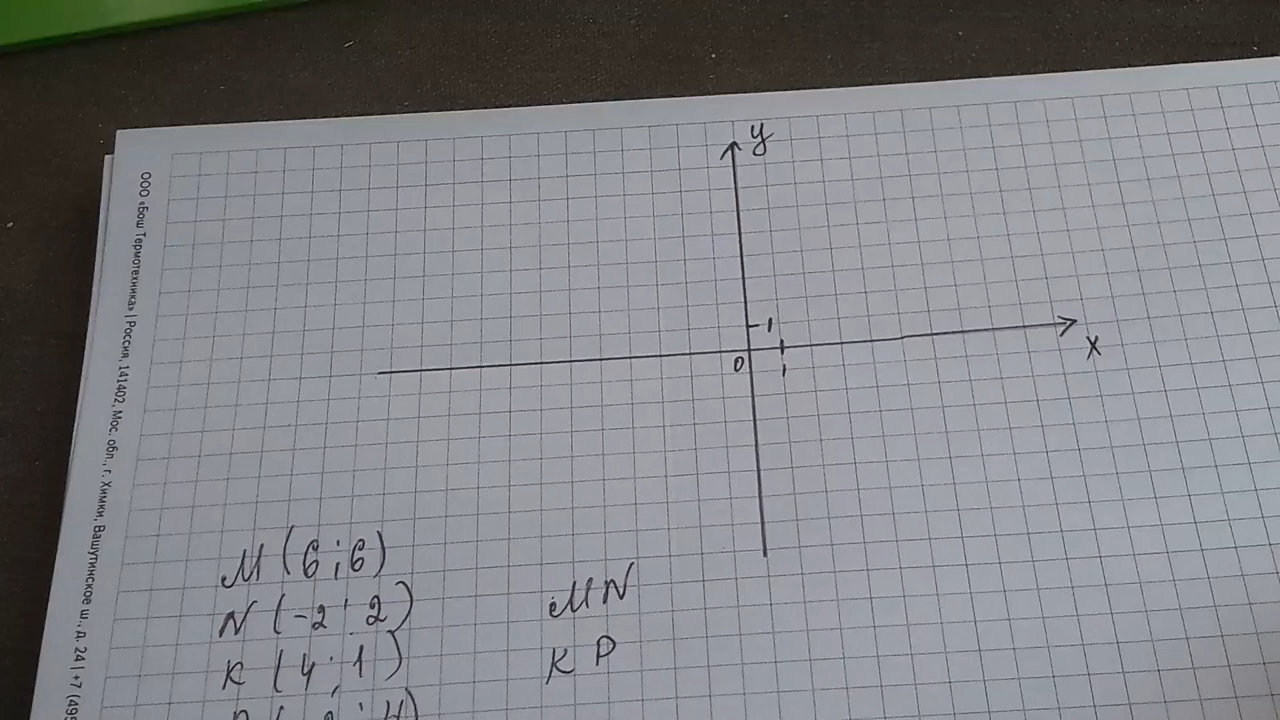 ООО «Бош Термотехника» | Россия, 141402, Мос. обл., г. Химки, Вашутинское ш., д. 24 | +7 (495
y
1
0
1
x
M (6 ; 6)
N (-2 ; 2)
K (4 ; 1)
MN
KP